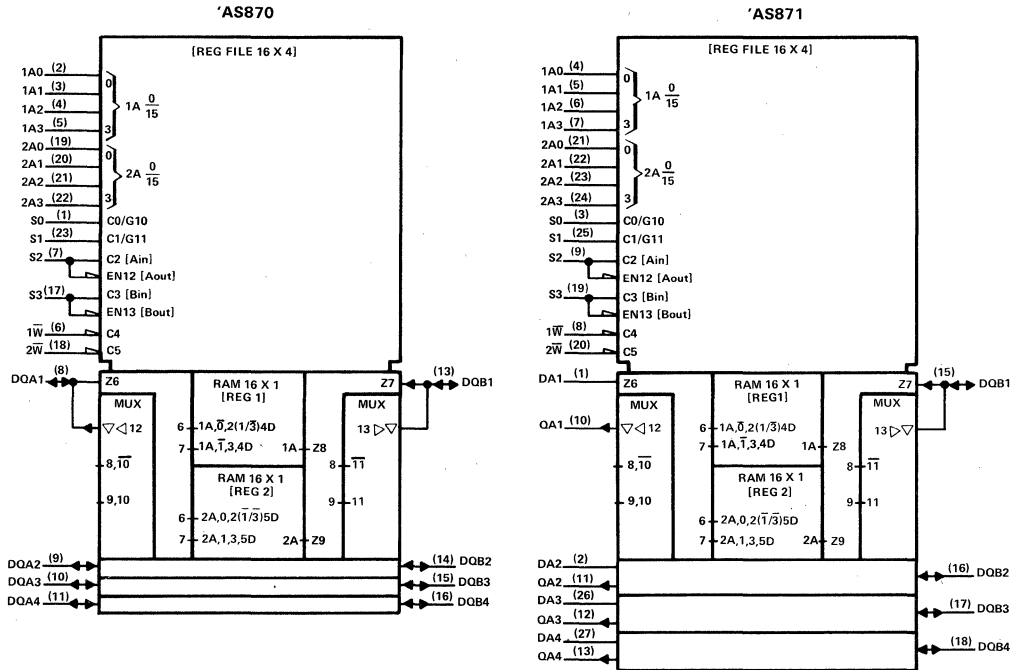 'AS870
[REG FILE 16 X 4]
1A0 (2)
1A1 (3)
1A2 (4)
1A3 (5)
2A0 (19)
2A1 (20)
2A2 (21)
2A3 (22)
0
3
1A 0/15
0
3
2A 0/15
S0 (1) C0/G10
S1 (23) C1/G11
S2 (7) C2 [Ain]
EN12 [Aout]
S3 (17) C3 [Bin]
EN13 [Bout]
1W̅ (6) C4
2W̅ (18) C5
DQA1 (8) Z6
MUX
▽◁ 12
8,1̅0̅
9,10
RAM 16 X 1
[REG 1]
6 1A,0̅,2(1/3̅)4D
7 1A,1̅,3,4D
1A Z8
RAM 16 X 1
[REG 2]
6 2A,0,2(1̅/3̅)5D
7 2A,1,3,5D
2A Z9
Z7 (13) DQB1
MUX
13 ▷▽
8 1̅1̅
9 11
DQA2 (9) (14) DQB2
DQA3 (10) (15) DQB3
DQA4 (11) (16) DQB4
'AS871
[REG FILE 16 X 4]
1A0 (4)
1A1 (5)
1A2 (6)
1A3 (7)
2A0 (21)
2A1 (22)
2A2 (23)
2A3 (24)
0
3
1A 0/15
0
3
2A 0/15
S0 (3) C0/G10
S1 (25) C1/G11
S2 (9) C2 [Ain]
EN12 [Aout]
S3 (19) C3 [Bin]
EN13 [Bout]
1W̅ (8) C4
2W̅ (20) C5
DA1 (1) Z6
MUX
QA1 (10) ▽◁ 12
8,1̅0̅
9,10
RAM 16 X 1
[REG1]
6 1A,0̅,2(1/3̅)4D
7 1A,1̅,3,4D
1A Z8
RAM 16 X 1
[REG 2]
6 2A,0,2(1̅/3̅)5D
7 2A,1,3,5D
2A Z9
Z7 (15) DQB1
MUX
13 ▷▽
8 1̅1̅
9 11
DA2 (2)
QA2 (11) (16) DQB2
DA3 (26)
QA3 (12) (17) DQB3
DA4 (27)
QA4 (13) (18) DQB4